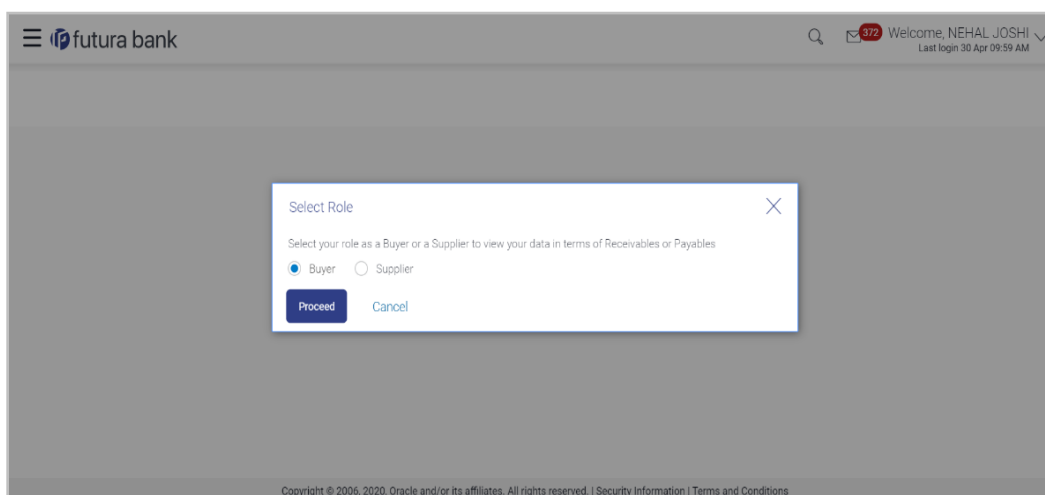 futura bank
372 Welcome, NEHAL JOSHI
Last login 30 Apr 09:59 AM
Select Role
Select your role as a Buyer or a Supplier to view your data in terms of Receivables or Payables
Buyer Supplier
Proceed Cancel
Copyright © 2006, 2020, Oracle and/or its affiliates. All rights reserved. | Security Information | Terms and Conditions